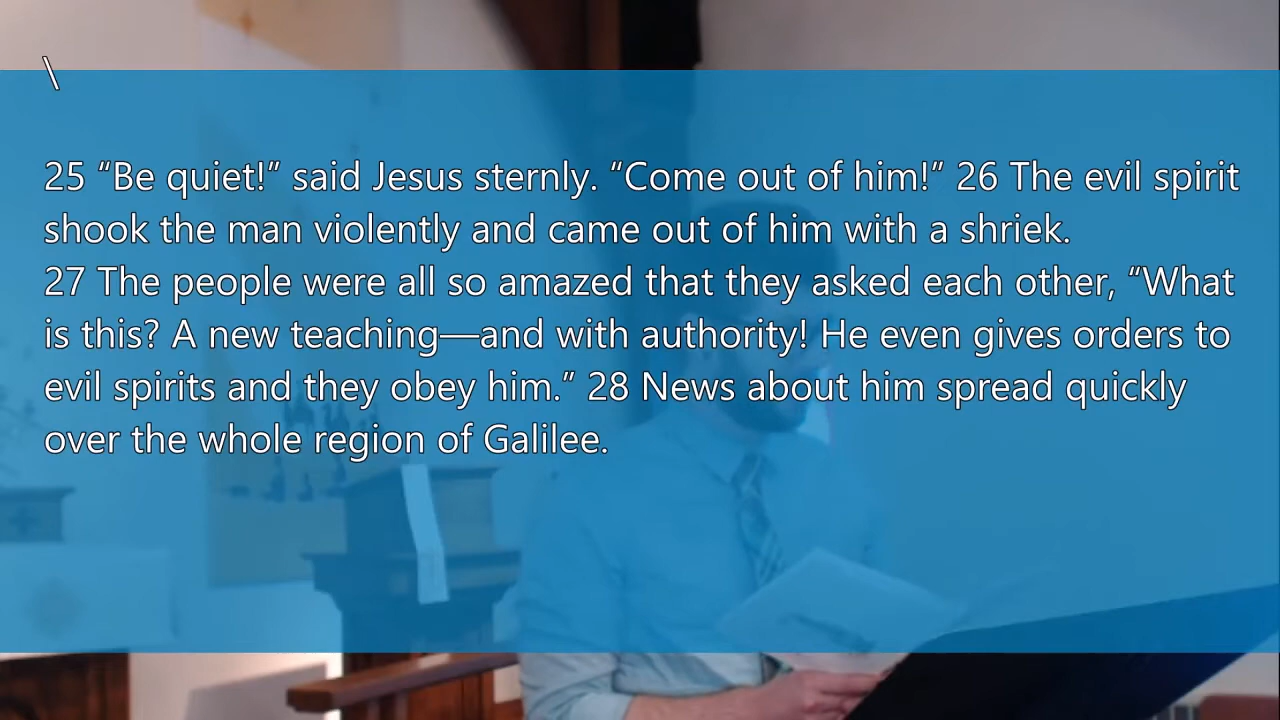 \
25 “Be quiet!” said Jesus sternly. “Come out of him!” 26 The evil spirit
shook the man violently and came out of him with a shriek.
27 The people were all so amazed that they asked each other, “What
is this? A new teaching—and with authority! He even gives orders to
evil spirits and they obey him.” 28 News about him spread quickly
over the whole region of Galilee.